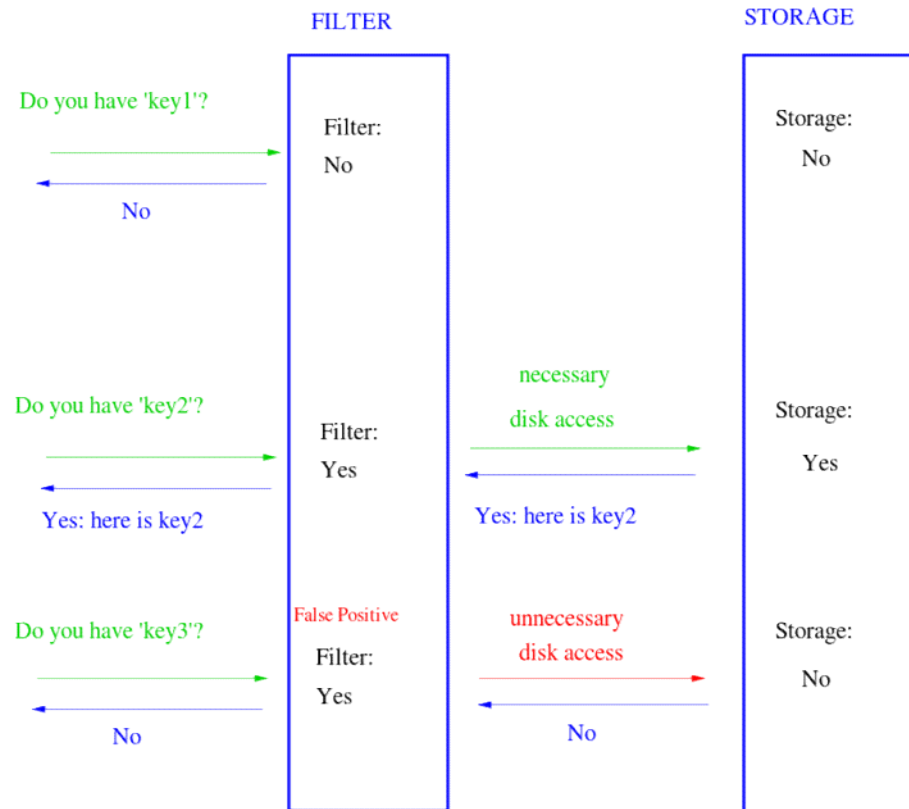 FILTER
STORAGE
Do you have 'key1'?
Filter:
No
Storage:
No
No
Do you have 'key2'?
Filter:
Yes
necessary
disk access
Storage:
Yes
Yes: here is key2
Yes: here is key2
Do you have 'key3'?
False Positive
Filter:
Yes
unnecessary
disk access
Storage:
No
No
No